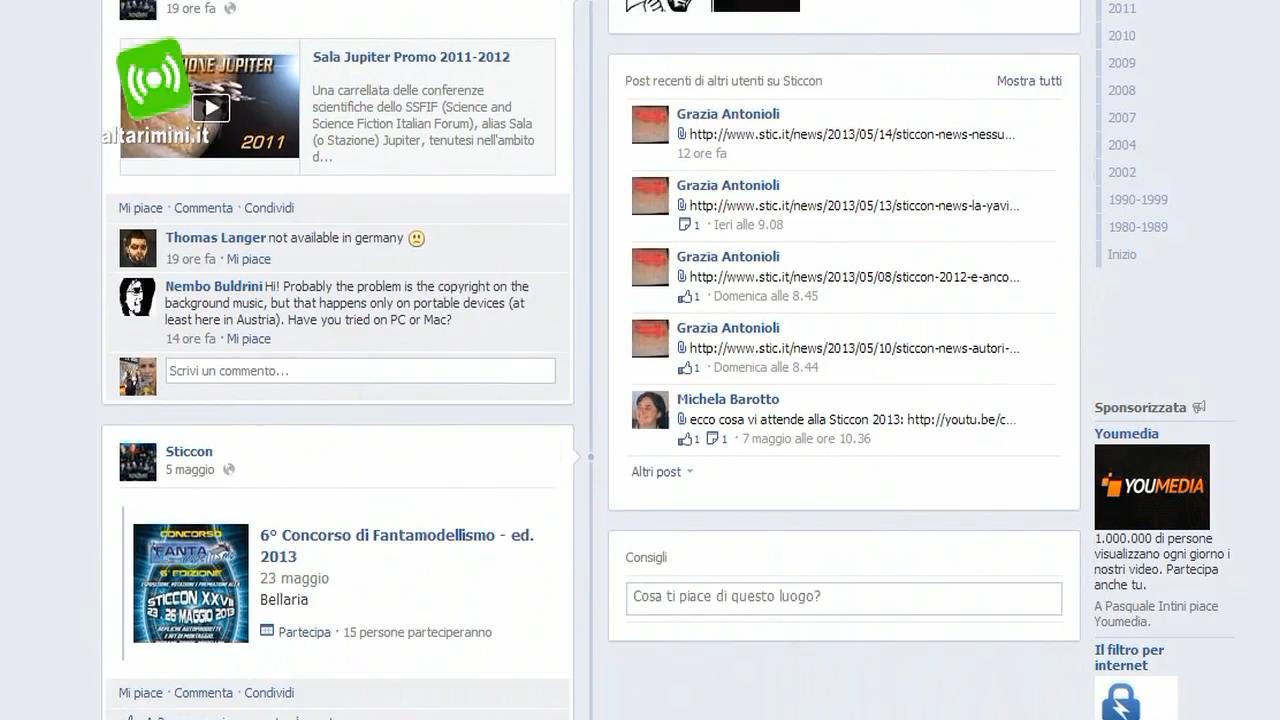 19 ore fa
ZIONE JUPITER
2011
altarimini.it
Sala Jupiter Promo 2011-2012
Una carrellata delle conferenze
scientifiche dello SSFIF (Science and
Science Fiction Italian Forum), alias Sala
(o Stazione) Jupiter, tenutesi nell'ambito
d...
Mi piace · Commenta · Condividi
Thomas Langer not available in germany
19 ore fa · Mi piace
Nembo Buldrini Hi! Probably the problem is the copyright on the
background music, but that happens only on portable devices (at
least here in Austria). Have you tried on PC or Mac?
14 ore fa · Mi piace
Scrivi un commento...
Sticcon
5 maggio
CONCORSO
FANTA
6° EDIZIONE
ESPOSIZIONE, VOTAZIONE E PREMIAZIONE ALLA
STICCON XXVII
23 - 26 MAGGIO 2013
REPLICHE AUTOPRODOTTE
E KIT DI MONTAGGIO
6° Concorso di Fantamodellismo - ed.
2013
23 maggio
Bellaria
Partecipa · 15 persone parteciperanno
Mi piace · Commenta · Condividi
Post recenti di altri utenti su Sticcon
Mostra tutti
Grazia Antonioli
http://www.stic.it/news/2013/05/14/sticcon-news-nessu...
12 ore fa
Grazia Antonioli
http://www.stic.it/news/2013/05/13/sticcon-news-la-yavi...
1 · Ieri alle 9.08
Grazia Antonioli
http://www.stic.it/news/2013/05/08/sticcon-2012-e-anco...
1 · Domenica alle 8.45
Grazia Antonioli
http://www.stic.it/news/2013/05/10/sticcon-news-autori-...
1 · Domenica alle 8.44
Michela Barotto
ecco cosa vi attende alla Sticcon 2013: http://youtu.be/c...
1 1 · 7 maggio alle ore 10.36
Altri post
Consigli
Cosa ti piace di questo luogo?
2011
2010
2009
2008
2007
2004
2002
1990-1999
1980-1989
Inizio
Sponsorizzata
Youmedia
YOUMEDIA
1.000.000 di persone
visualizzano ogni giorno i
nostri video. Partecipa
anche tu.
A Pasquale Intini piace
Youmedia.
Il filtro per
internet